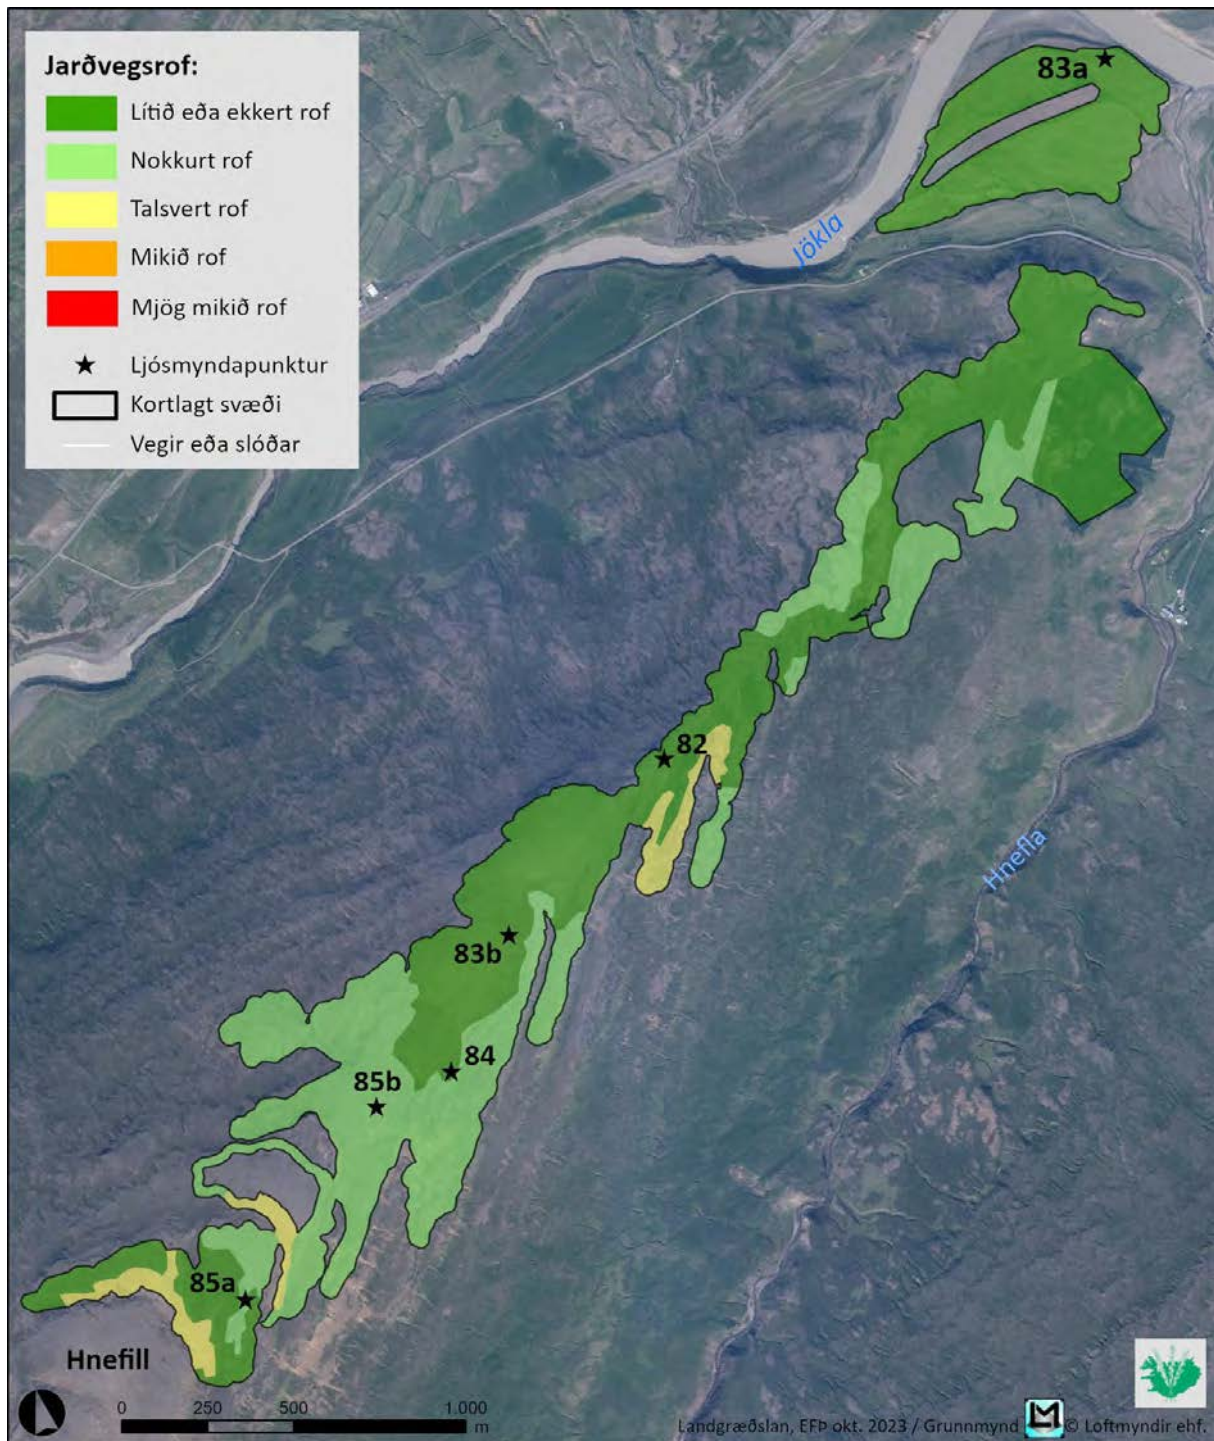 Jarðvegsrof:
Lítið eða ekkert rof
Nokkurt rof
Talsvert rof
Mikið rof
Mjög mikið rof
Ljósmyndapunktur
Kortlagt svæði
Vegir eða slóðar
83a
Jökla
82
Hnefla
83b
84
85b
85a
Hnefill
0 250 500 1.000
m
Landgræðslan, EFÞ okt. 2023 / Grunnmynd LM © Loftmyndir ehf.